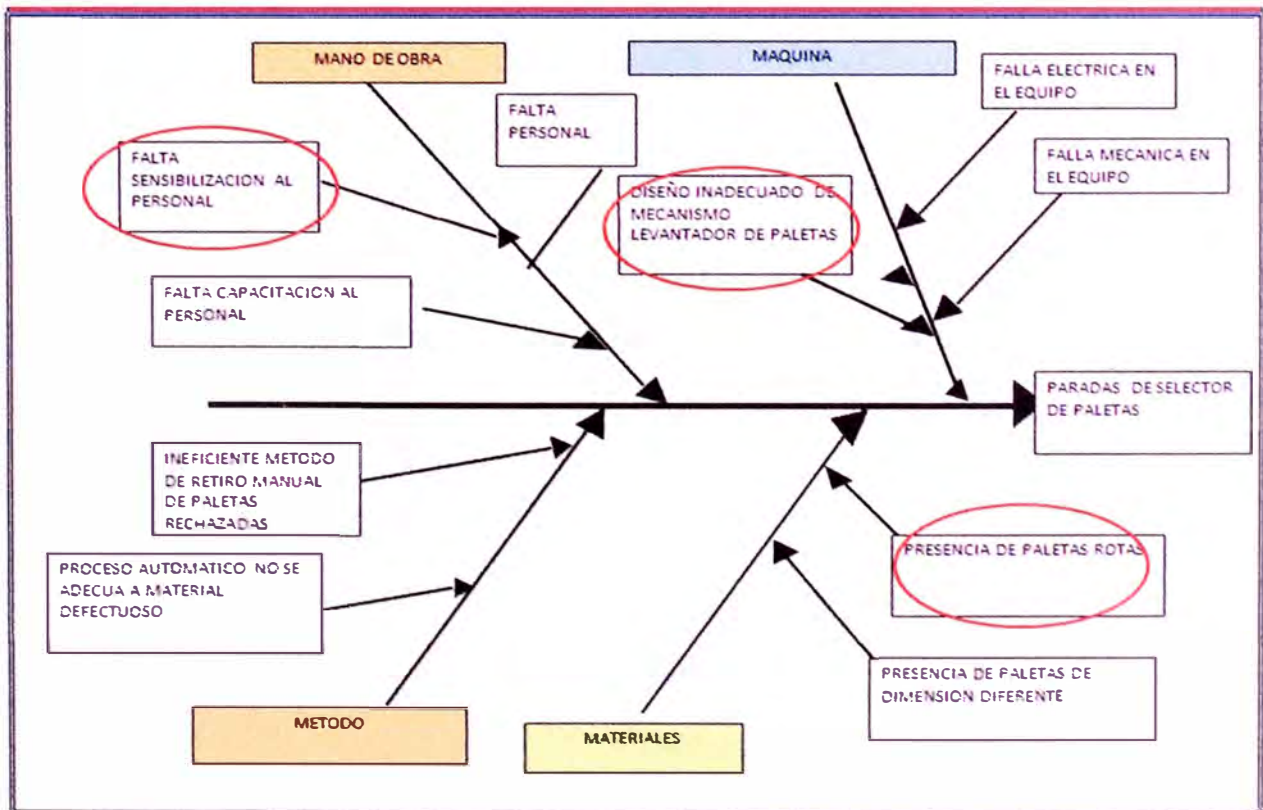 MANO DE OBRA
MAQUINA
FALLA ELECTRICA EN
EL EQUIPO
FALTA
PERSONAL
FALTA
SENSIBILIZACION AL
PERSONAL
FALLA MECANICA EN
EL EQUIPO
DISEÑO INADECUADO DE
MECANISMO
LEVANTADOR DE PALETAS
FALTA CAPACITACION AL
PERSONAL
PARADAS DE SELECTOR
DE PALETAS
INEFICIENTE METODO
DE RETIRO MANUAL
DE PALETAS
RECHAZADAS
PRESENCIA DE PALETAS ROTAS
PROCESO AUTOMATICO NO SE
ADECUA A MATERIAL
DEFECTUOSO
PRESENCIA DE PALETAS DE
DIMENSION DIFERENTE
METODO
MATERIALES